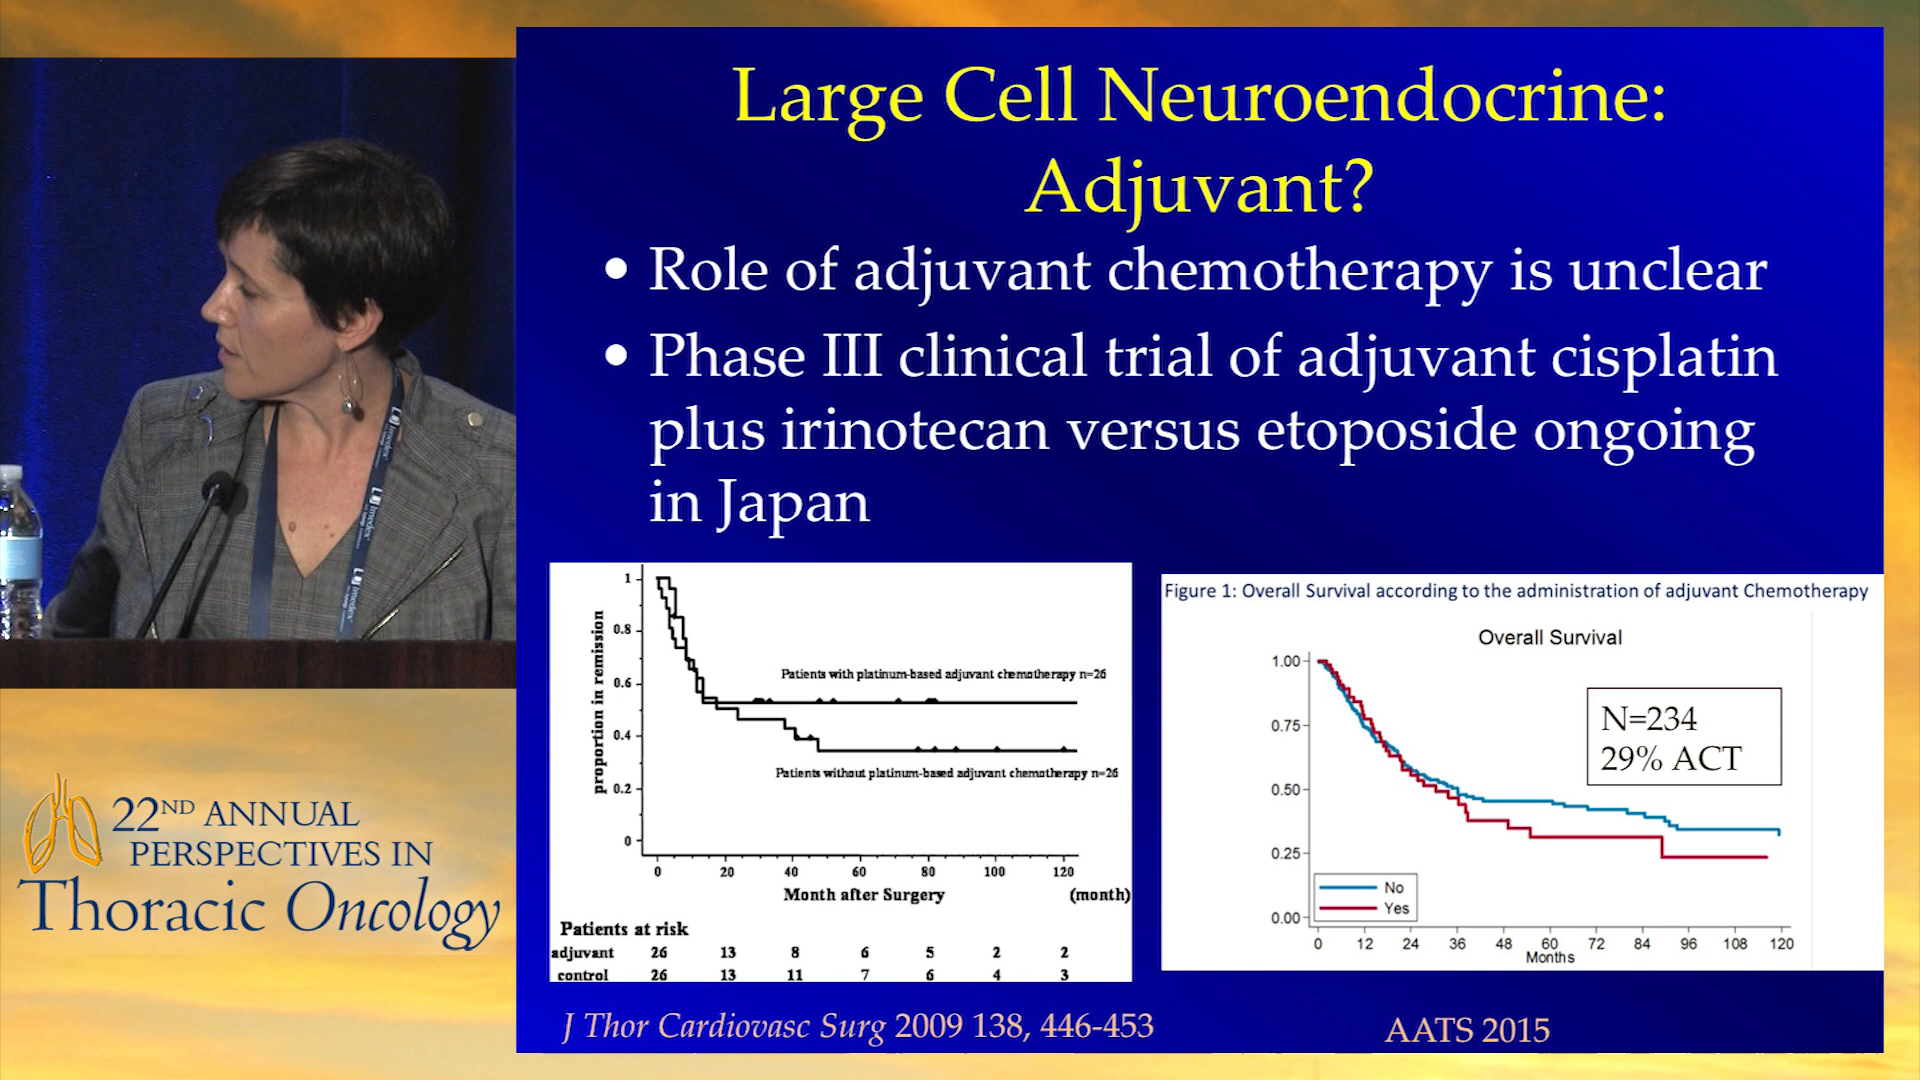 Large Cell Neuroendocrine:
Adjuvant?
• Role of adjuvant chemotherapy is unclear
• Phase III clinical trial of adjuvant cisplatin
plus irinotecan versus etoposide ongoing
in Japan
proportion in remission
1
0.8
0.6
0.4
0.2
0
Patients with platinum-based adjuvant chemotherapy n=26
Patients without platinum-based adjuvant chemotherapy n=26
0 20 40 60 80 100 120
Month after Surgery (month)
Patients at risk
adjuvant 26 13 8 6 5 2 2
control 26 13 11 7 6 4 3
J Thor Cardiovasc Surg 2009 138, 446-453
Figure 1: Overall Survival according to the administration of adjuvant Chemotherapy
Overall Survival
1.00
0.75
0.50
0.25
0.00
N=234
29% ACT
No
Yes
0 12 24 36 48 60 72 84 96 108 120
Months
AATS 2015
22ND ANNUAL
PERSPECTIVES IN
Thoracic Oncology
imedex
imedex